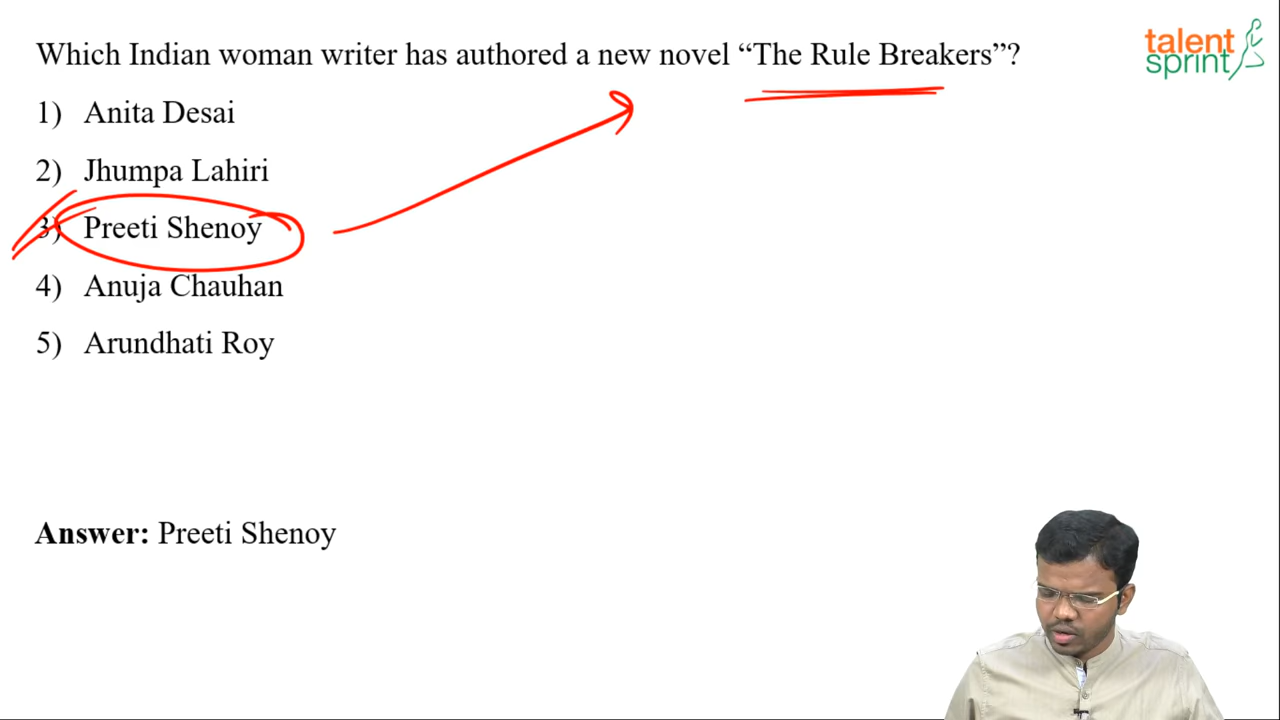 Which Indian woman writer has authored a new novel “The Rule Breakers”?
talent
sprint
1) Anita Desai
2) Jhumpa Lahiri
3) Preeti Shenoy
4) Anuja Chauhan
5) Arundhati Roy
Answer: Preeti Shenoy